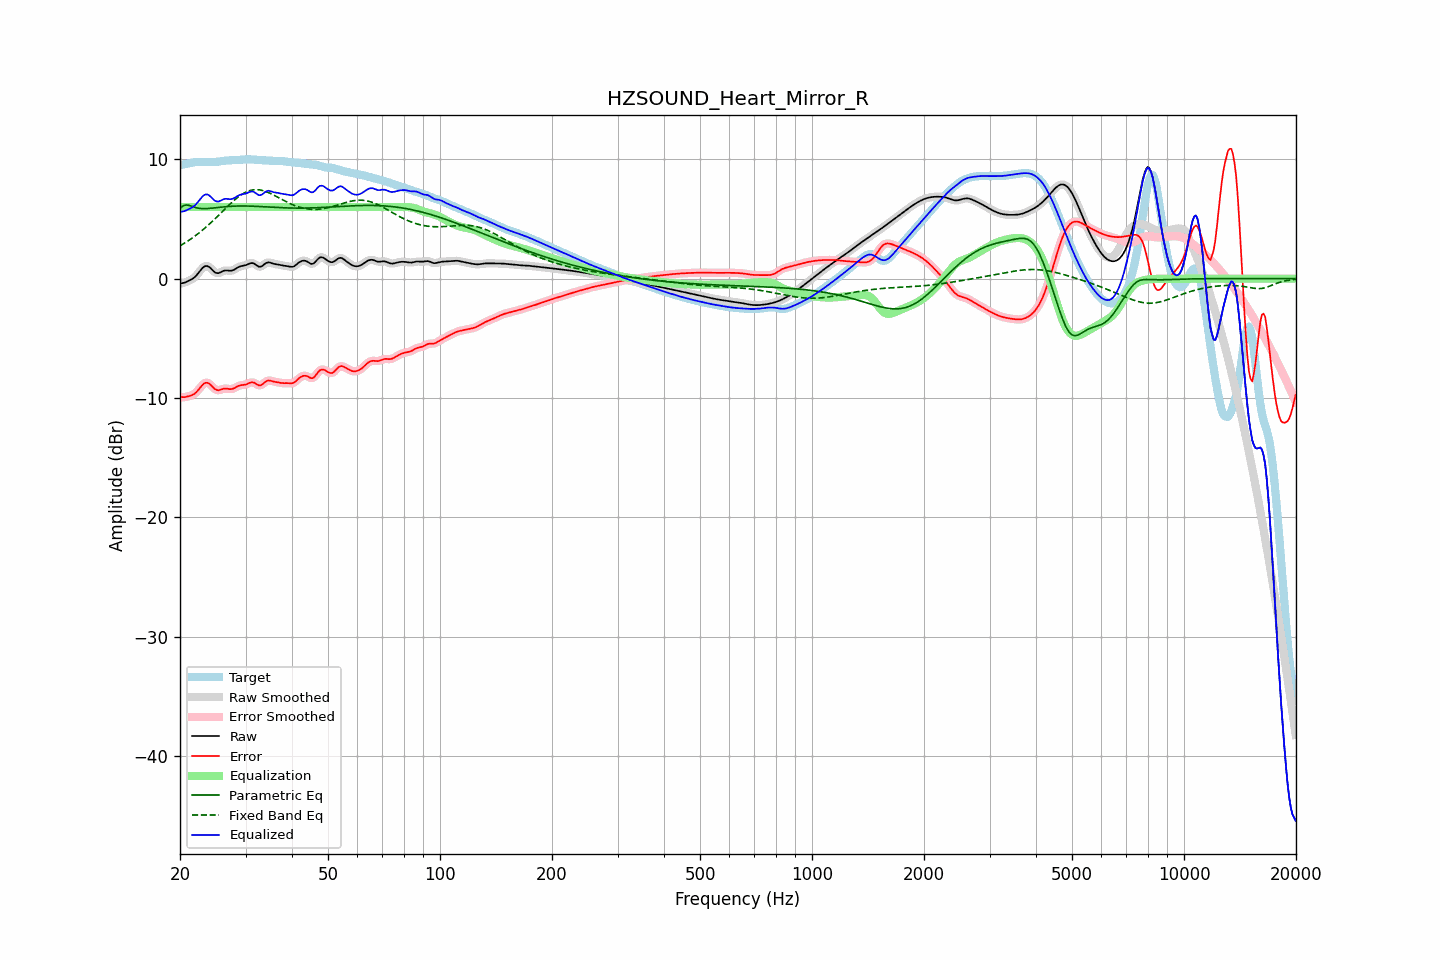 HZSOUND_Heart_Mirror_R
Amplitude (dBr)
10
0
−10
−20
−30
−40
Target
Raw Smoothed
Error Smoothed
Raw
Error
Equalization
Parametric Eq
Fixed Band Eq
Equalized
20 50 100 200 500 1000 2000 5000 10000 20000
Frequency (Hz)